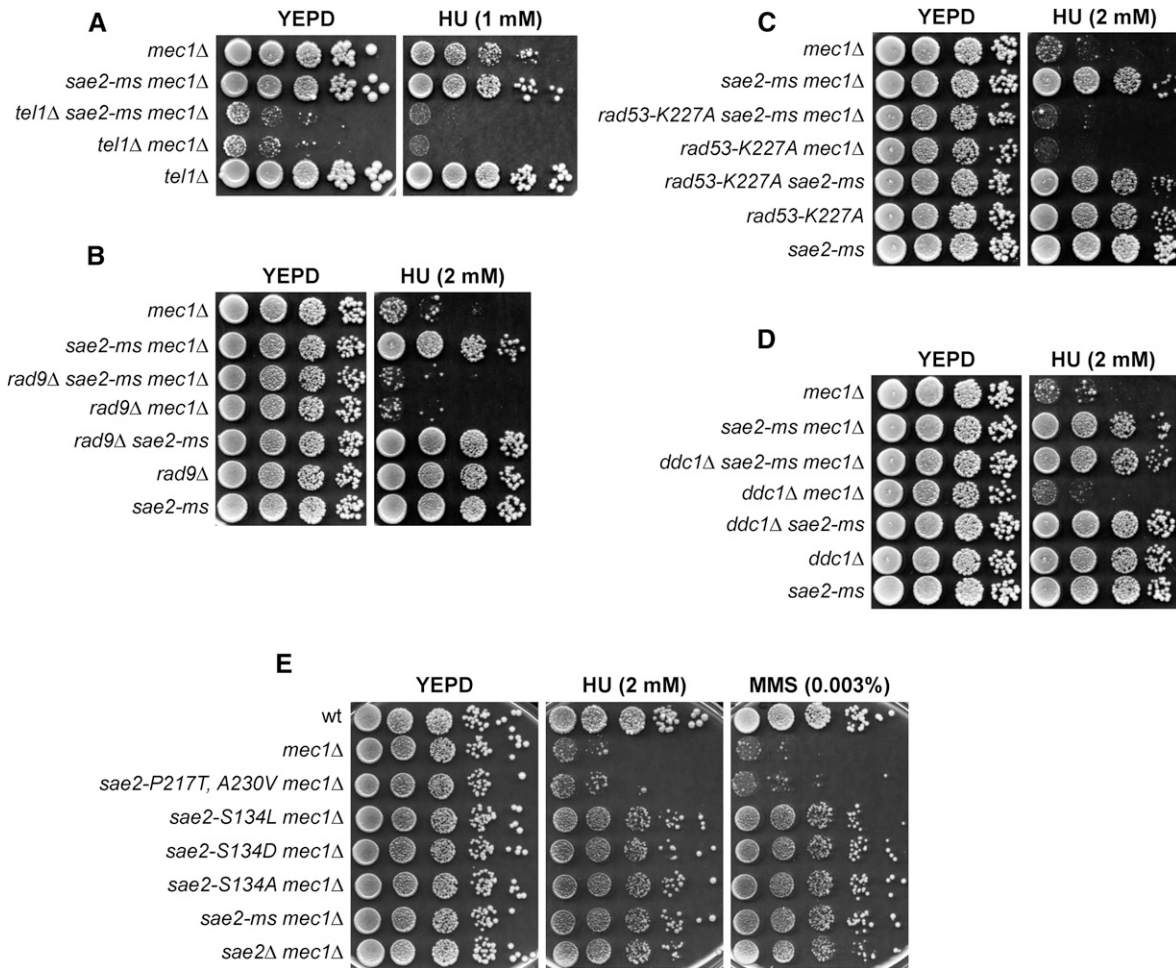 A
YEPD HU (1 mM)
mec1Δ
sae2-ms mec1Δ
tel1Δ sae2-ms mec1Δ
tel1Δ mec1Δ
tel1Δ
B
YEPD HU (2 mM)
mec1Δ
sae2-ms mec1Δ
rad9Δ sae2-ms mec1Δ
rad9Δ mec1Δ
rad9Δ sae2-ms
rad9Δ
sae2-ms
C
YEPD HU (2 mM)
mec1Δ
sae2-ms mec1Δ
rad53-K227A sae2-ms mec1Δ
rad53-K227A mec1Δ
rad53-K227A sae2-ms
rad53-K227A
sae2-ms
D
YEPD HU (2 mM)
mec1Δ
sae2-ms mec1Δ
ddc1Δ sae2-ms mec1Δ
ddc1Δ mec1Δ
ddc1Δ sae2-ms
ddc1Δ
sae2-ms
E
YEPD HU (2 mM) MMS (0.003%)
wt
mec1Δ
sae2-P217T, A230V mec1Δ
sae2-S134L mec1Δ
sae2-S134D mec1Δ
sae2-S134A mec1Δ
sae2-ms mec1Δ
sae2Δ mec1Δ